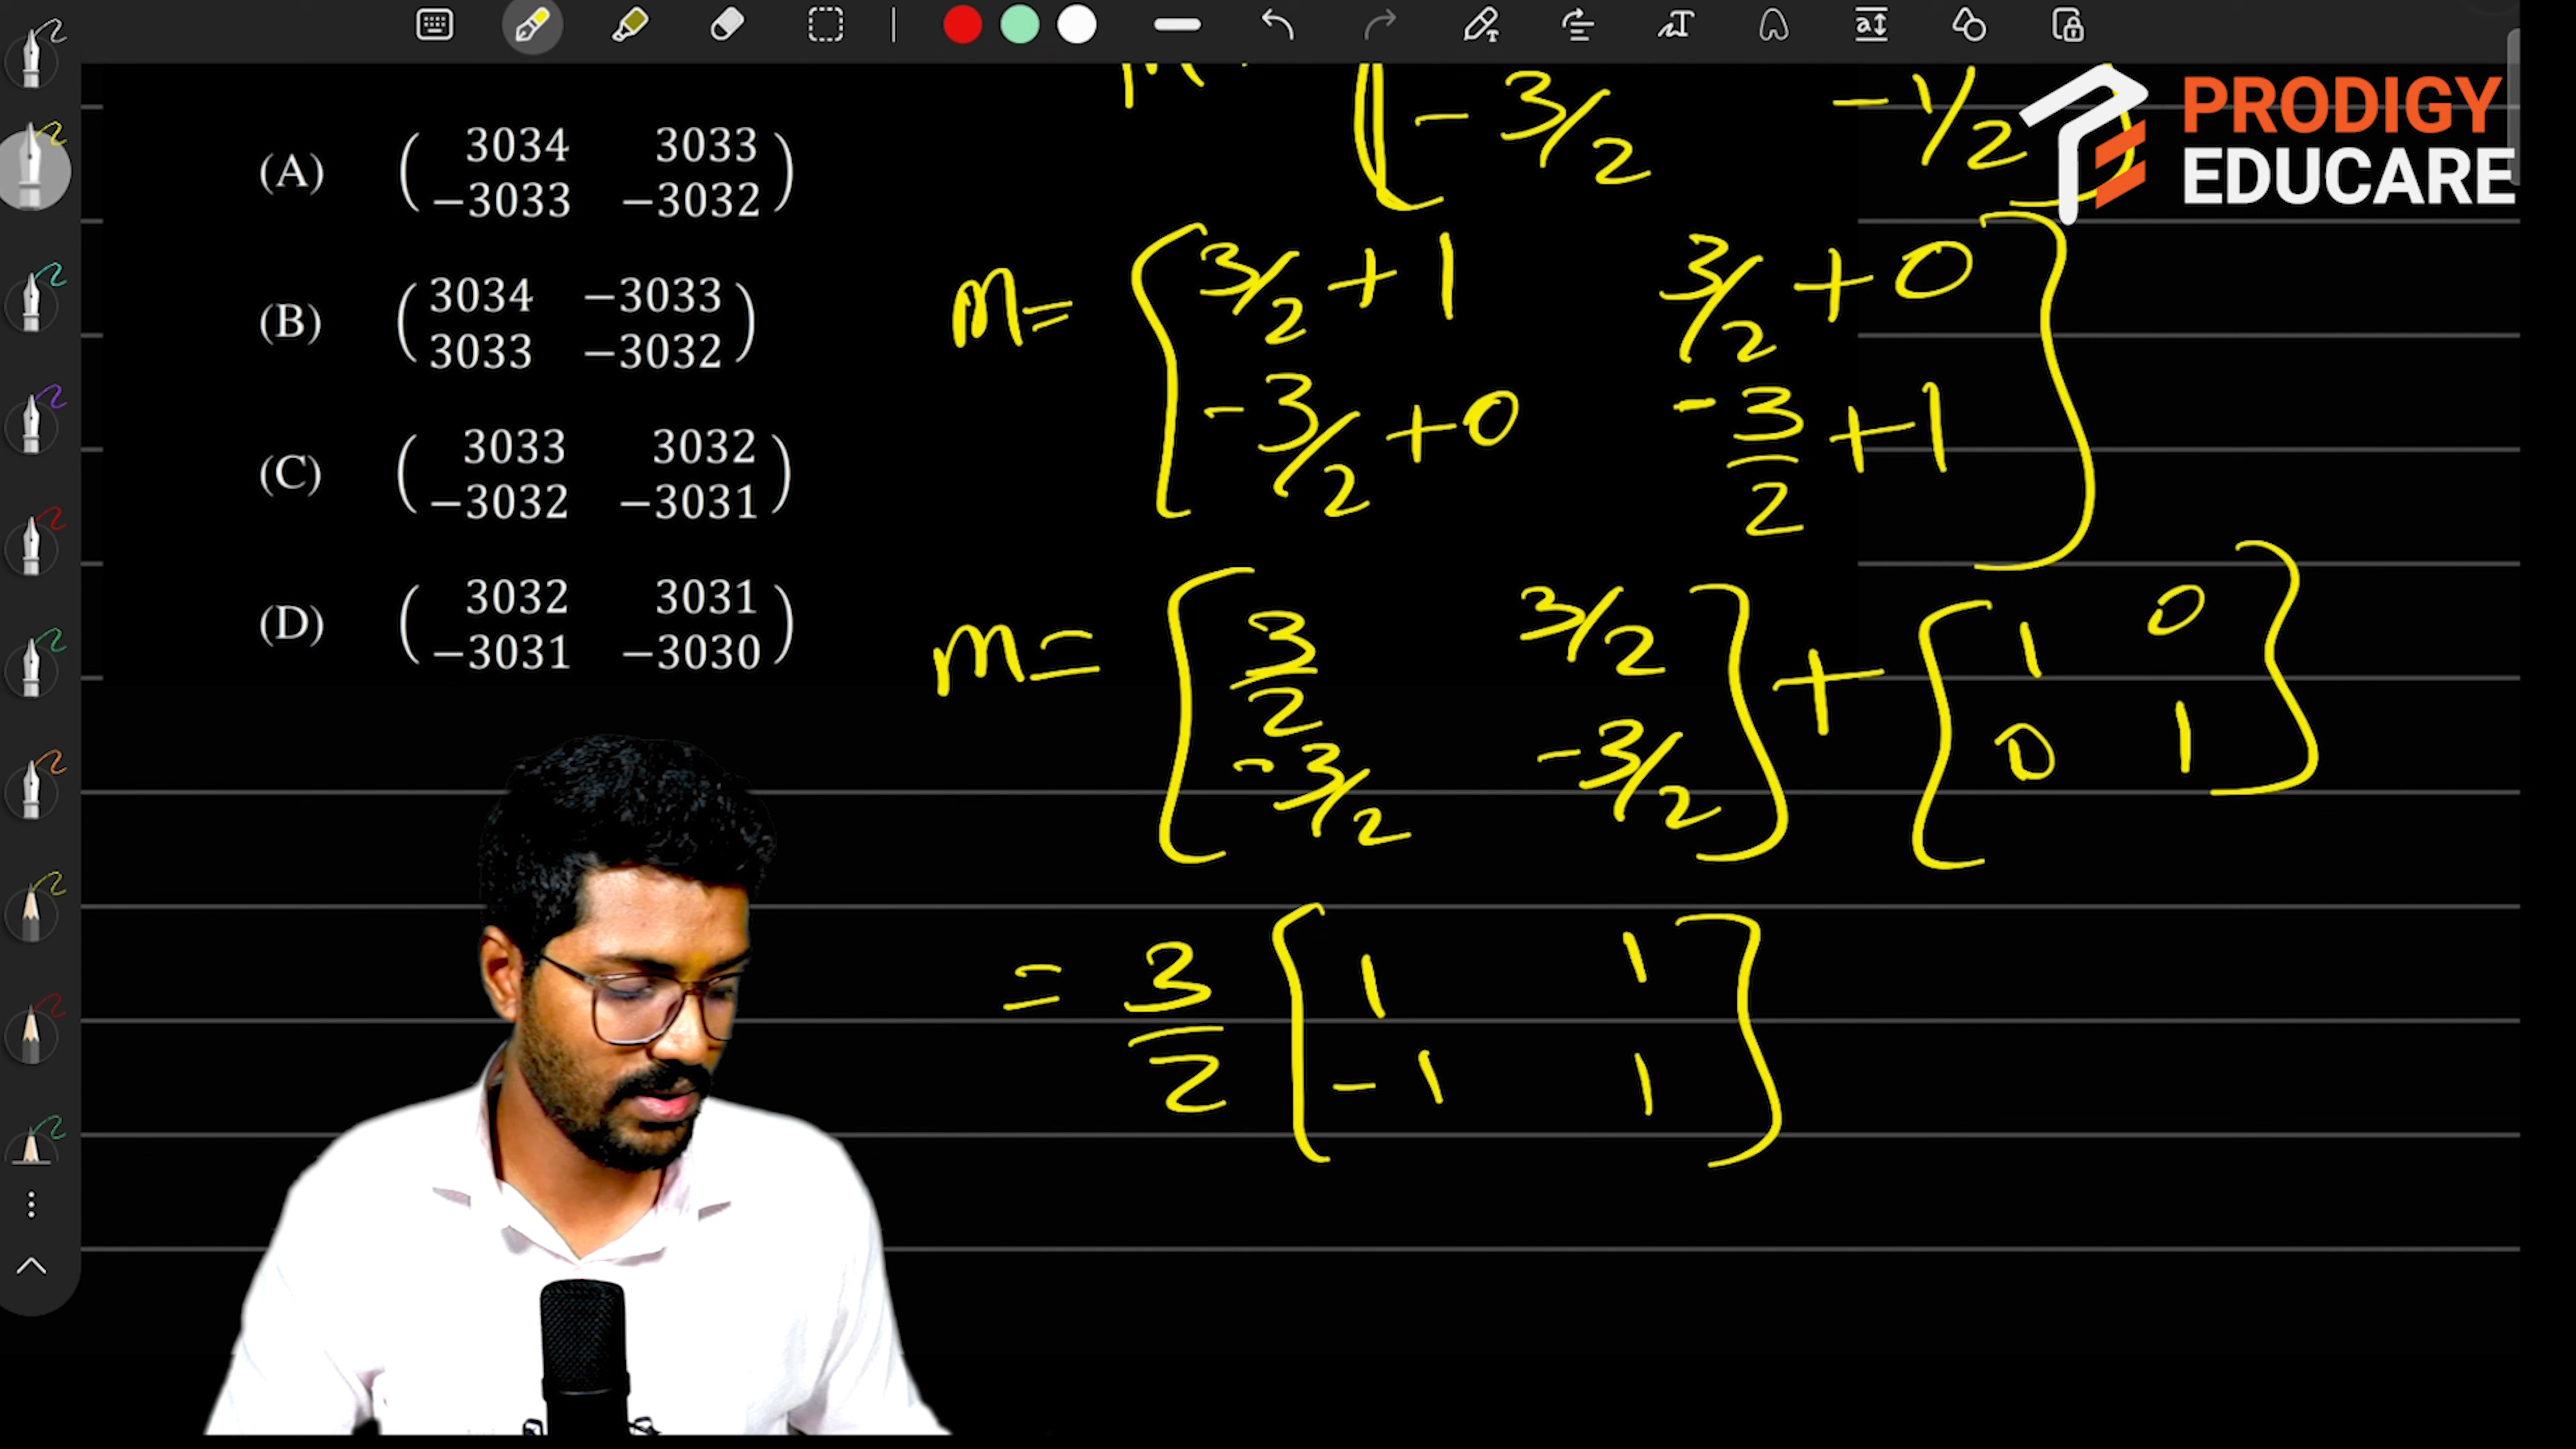 PRODIGY
EDUCARE
(A) ( 3034 3033
−3033 −3032 )
(B) ( 3034 −3033
3033 −3032 )
(C) ( 3033 3032
−3032 −3031 )
(D) ( 3032 3031
−3031 −3030 )
-3/2 -1/2
m= [ 3/2+1 3/2+0
-3/2+0 -3/2+1 ]
m= [ 3/2 3/2
-3/2 -3/2 ] + [ 1 0
0 1 ]
= 3/2 [ 1 1
-1 1 ]